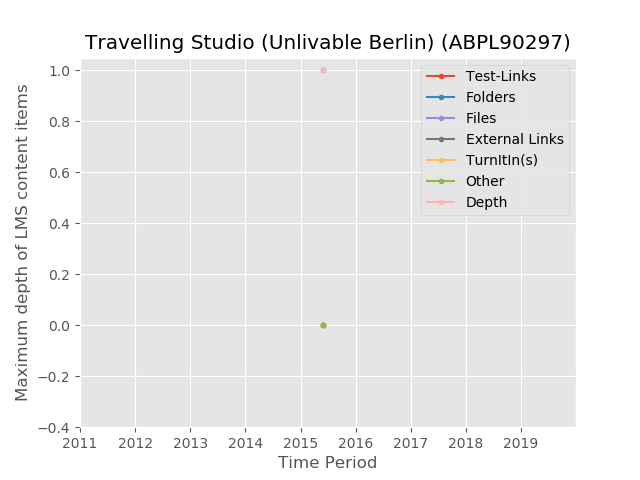 Travelling Studio (Unlivable Berlin) (ABPL90297)
Maximum depth of LMS content items
1.0
0.8
0.6
0.4
0.2
0.0
−0.2
−0.4
Test-Links
Folders
Files
External Links
TurnItIn(s)
Other
Depth
2011 2012 2013 2014 2015 2016 2017 2018 2019
Time Period